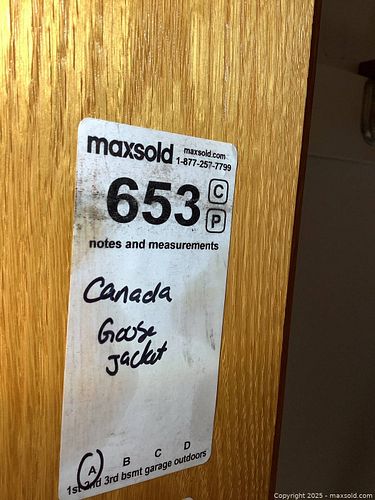 maxsold maxsold.com
1-877-257-7799
653 C
P
notes and measurements
Canada
Goose
jacket
A B C D
1st 2nd 3rd bsmt garage outdoors
Copyright 2025 - maxsold.com